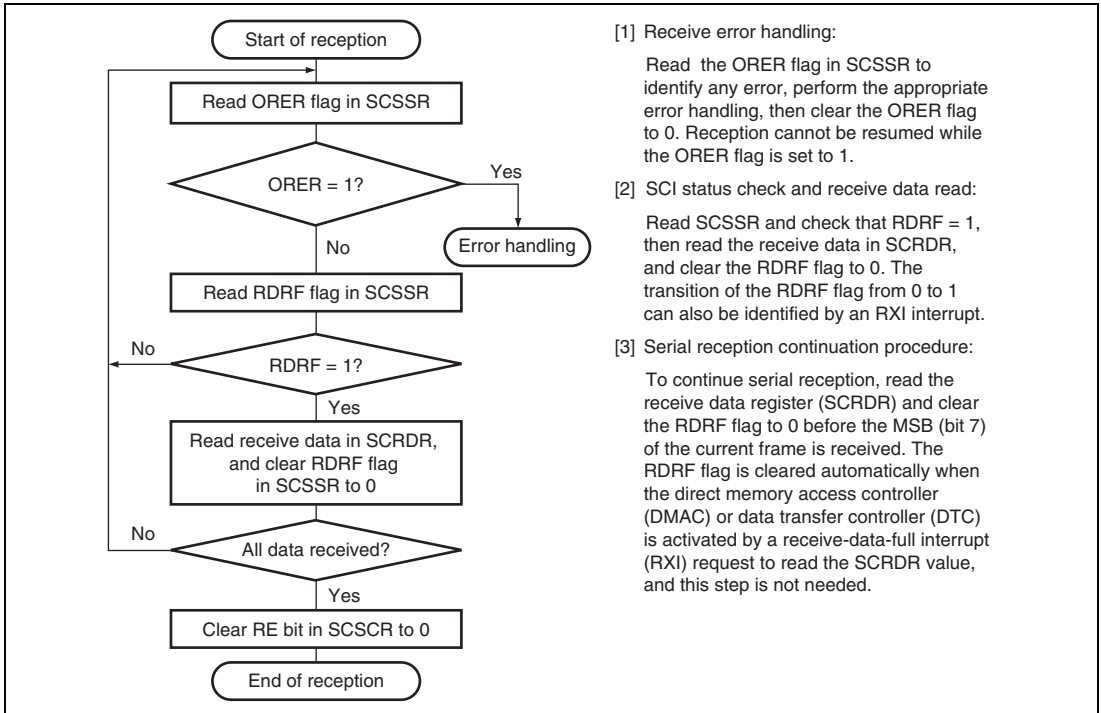 Start of reception
Read ORER flag in SCSSR
ORER = 1?
Yes
Error handling
No
Read RDRF flag in SCSSR
No
RDRF = 1?
Yes
Read receive data in SCRDR,
and clear RDRF flag
in SCSSR to 0
No
All data received?
Yes
Clear RE bit in SCSCR to 0
End of reception
[1] Receive error handling:
Read the ORER flag in SCSSR to
identify any error, perform the appropriate
error handling, then clear the ORER flag
to 0. Reception cannot be resumed while
the ORER flag is set to 1.
[2] SCI status check and receive data read:
Read SCSSR and check that RDRF = 1,
then read the receive data in SCRDR,
and clear the RDRF flag to 0. The
transition of the RDRF flag from 0 to 1
can also be identified by an RXI interrupt.
[3] Serial reception continuation procedure:
To continue serial reception, read the
receive data register (SCRDR) and clear
the RDRF flag to 0 before the MSB (bit 7)
of the current frame is received. The
RDRF flag is cleared automatically when
the direct memory access controller
(DMAC) or data transfer controller (DTC)
is activated by a receive-data-full interrupt
(RXI) request to read the SCRDR value,
and this step is not needed.